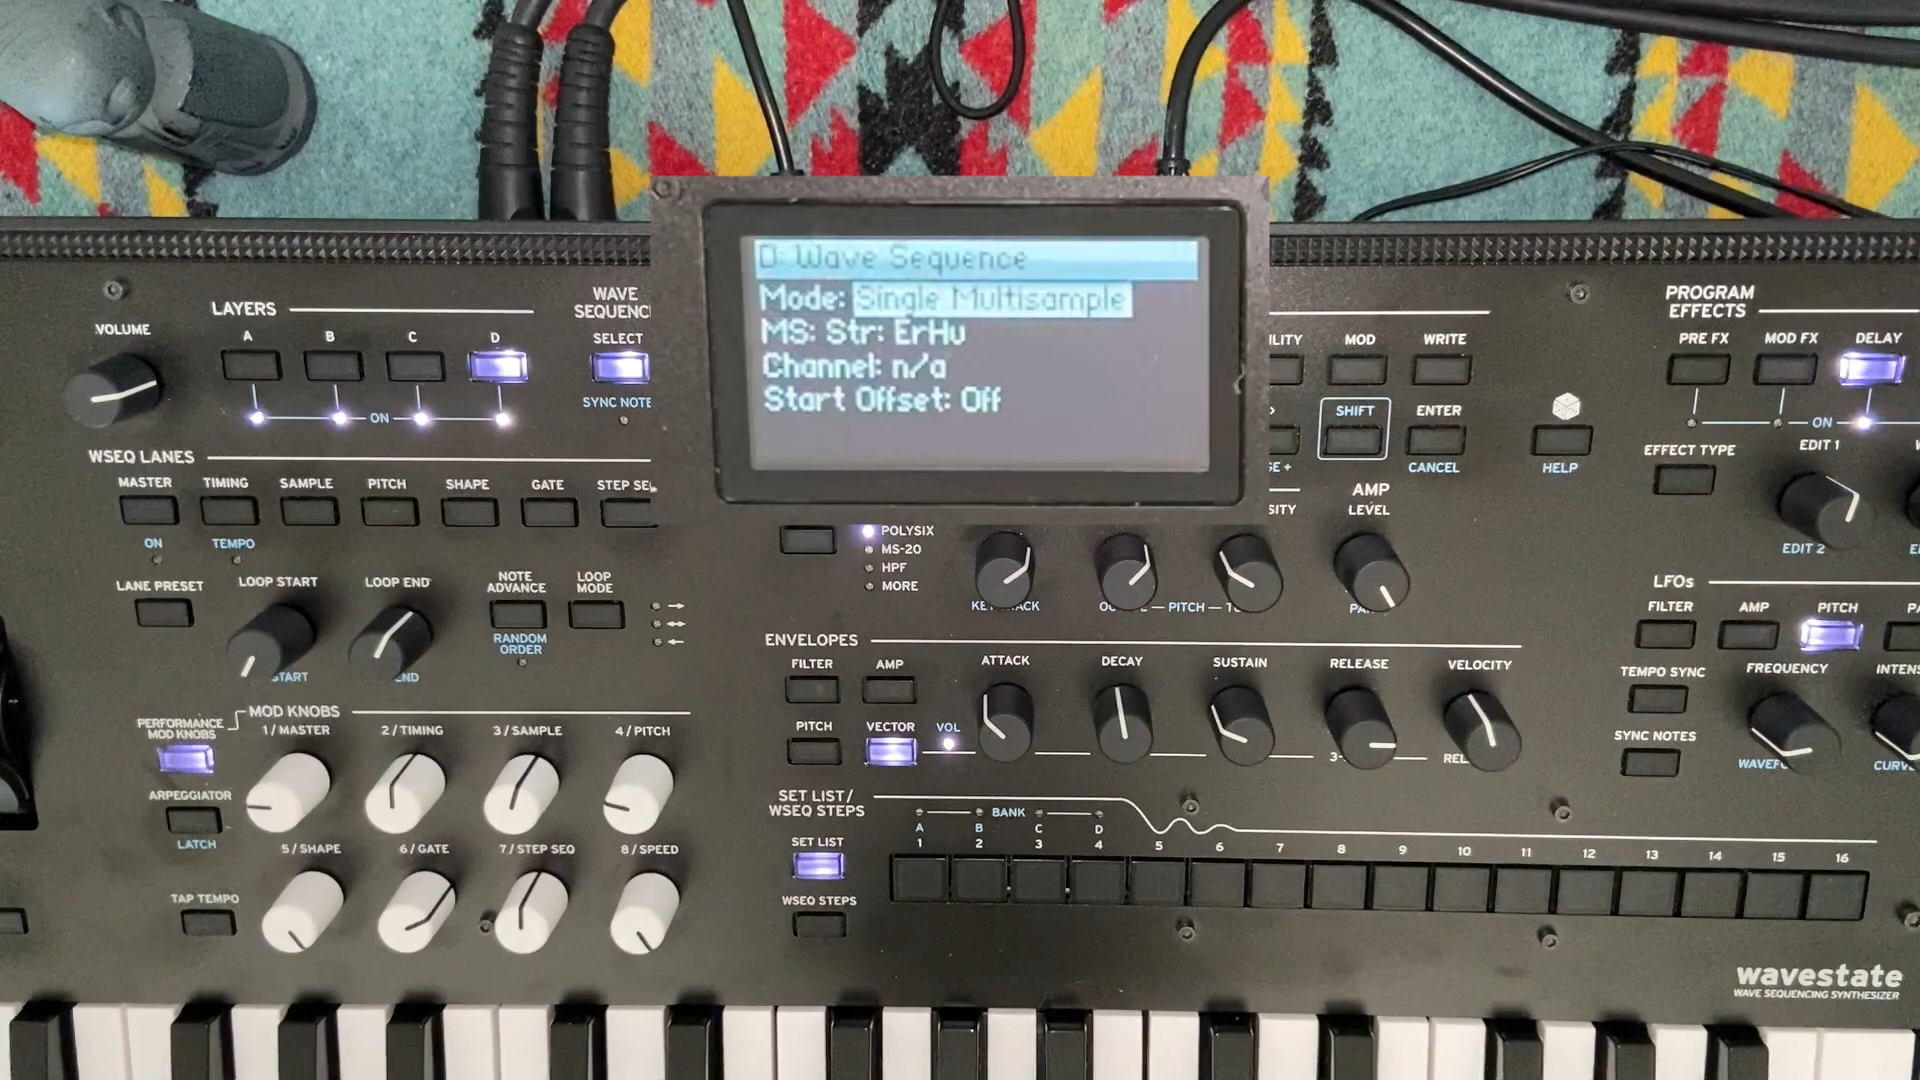 D: Wave Sequence
Mode: Single Multisample
MS: Str: ErHu
Channel: n/a
Start Offset: Off
VOLUME
LAYERS
A B C D
ON
WAVE
SELECT
WSEQ LANES
MASTER TIMING SAMPLE PITCH SHAPE GATE STEP
ON TEMPO
LANE PRESET
LOOP START LOOP END
NOTE ADVANCE
LOOP MODE
RANDOM ORDER
END
PERFORMANCE MOD KNOBS
MOD KNOBS
1/MASTER 2/TIMING 3/SAMPLE 4/PITCH
ARPEGGIATOR
LATCH
5/SHAPE 6/GATE 7/STEP SEQ 8/SPEED
TAP TEMPO
MOD WRITE
SHIFT ENTER
CANCEL
HELP
AMP LEVEL
POLYSIX
MS-20
HPF
MORE
PITCH
ENVELOPES
FILTER AMP ATTACK DECAY SUSTAIN RELEASE VELOCITY
PITCH VECTOR VOL
SET LIST/
WSEQ STEPS
BANK
A B C D
1 2 3 4 5 6 7 8 9 10 11 12 13 14 15 16
SET LIST
WSEQ STEPS
PROGRAM EFFECTS
PRE FX MOD FX DELAY
ON
EFFECT TYPE
EDIT 1
EDIT 2
LFOs
FILTER AMP PITCH
TEMPO SYNC FREQUENCY
SYNC NOTES
wavestate
WAVE SEQUENCING SYNTHESIZER